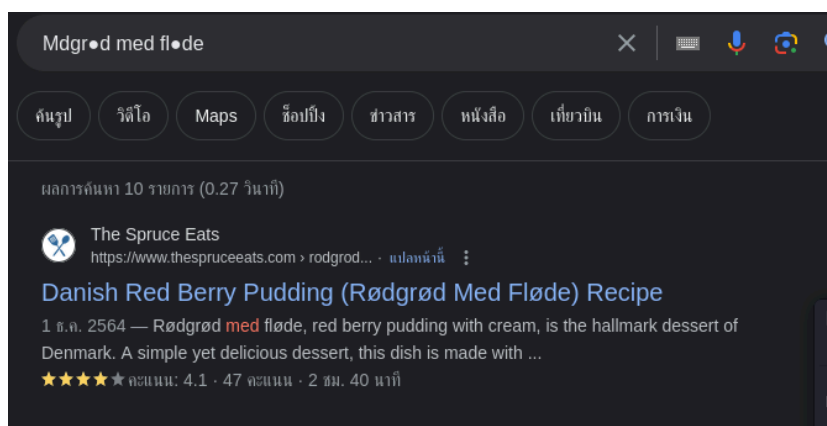 Mdgr●d med fl●de
ค้นรูป วิดีโอ Maps ช็อปปิ้ง ข่าวสาร หนังสือ เที่ยวบิน การเงิน
ผลการค้นหา 10 รายการ (0.27 วินาที)
The Spruce Eats
https://www.thespruceeats.com › rodgrod... · แปลหน้านี้
Danish Red Berry Pudding (Rødgrød Med Fløde) Recipe
1 ธ.ค. 2564 — Rødgrød med fløde, red berry pudding with cream, is the hallmark dessert of
Denmark. A simple yet delicious dessert, this dish is made with ...
คะแนน: 4.1 · 47 คะแนน · 2 ชม. 40 นาที